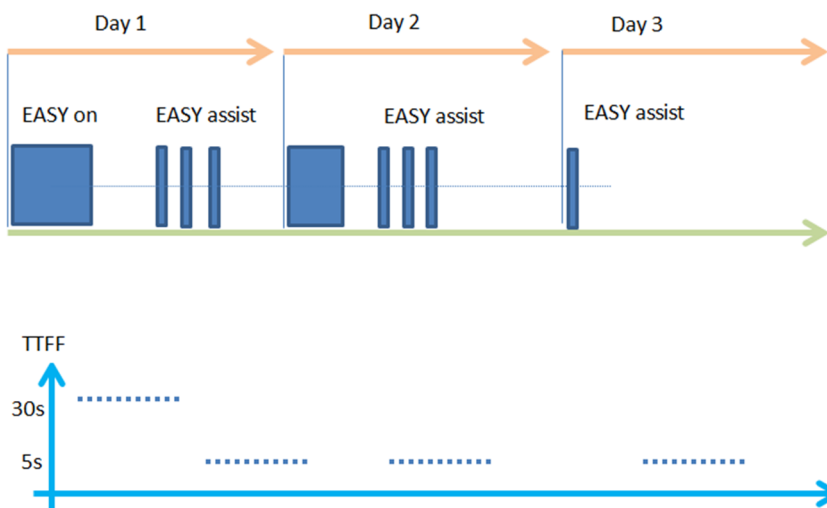 Day 1
Day 2
Day 3
EASY on
EASY assist
EASY assist
EASY assist
TTFF
30s
5s